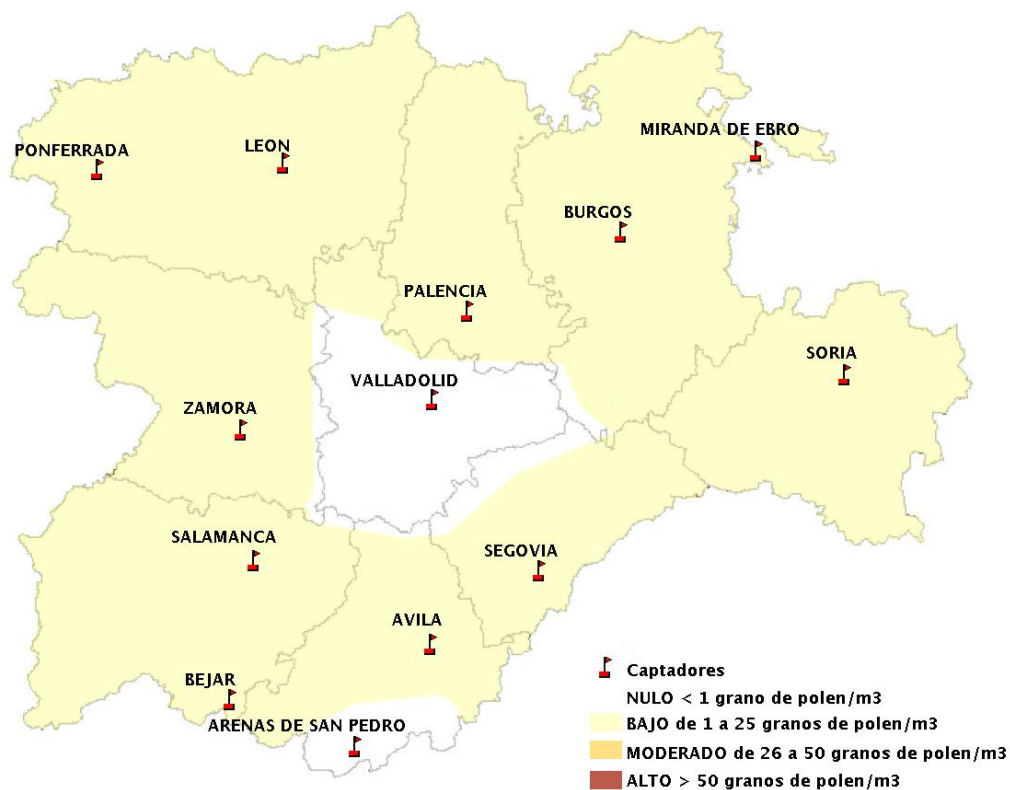 MIRANDA DE EBRO
PONFERRADA
LEON
BURGOS
PALENCIA
SORIA
VALLADOLID
ZAMORA
SALAMANCA
SEGOVIA
AVILA
BEJAR
ARENAS DE SAN PEDRO
Captadores
NULO < 1 grano de polen/m3
BAJO de 1 a 25 granos de polen/m3
MODERADO de 26 a 50 granos de polen/m3
ALTO > 50 granos de polen/m3